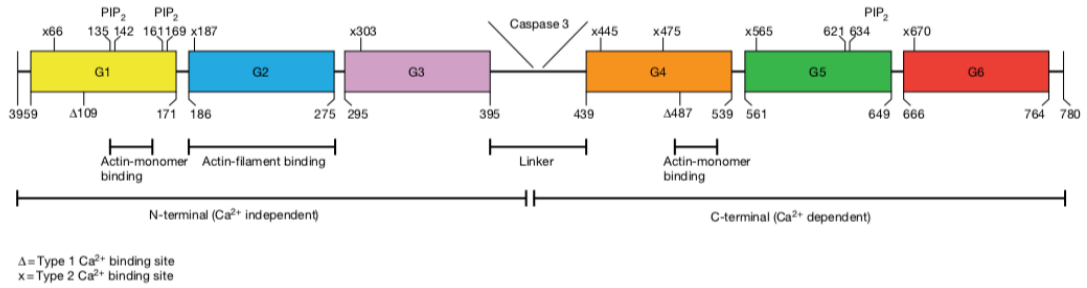 PIP₂ PIP₂ PIP₂
Caspase 3
x66 135 142 161 169 x187 x303 x445 x475 x565 621 634 x670
G1 G2 G3 G4 G5 G6
3959 Δ109 171 186 275 295 395 439 Δ487 539 561 649 666 764 780
Actin-monomer
binding
Actin-filament binding
Linker
Actin-monomer
binding
N-terminal (Ca²⁺ independent)
C-terminal (Ca²⁺ dependent)
Δ=Type 1 Ca²⁺ binding site
x=Type 2 Ca²⁺ binding site